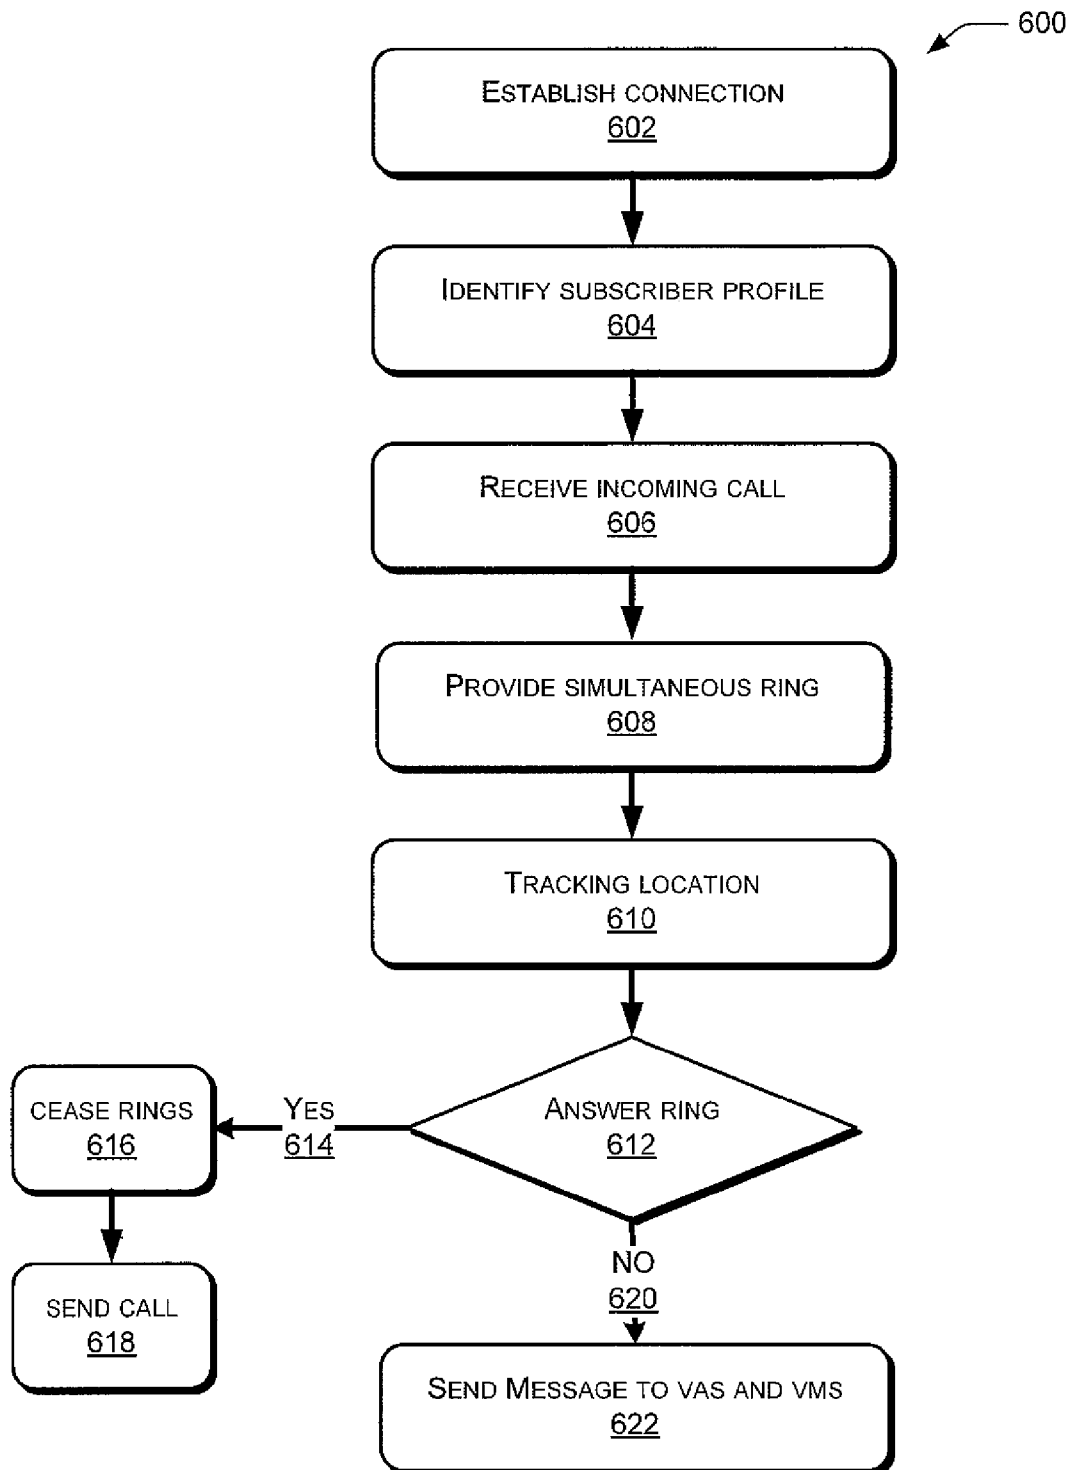 600
ESTABLISH CONNECTION
602
IDENTIFY SUBSCRIBER PROFILE
604
RECEIVE INCOMING CALL
606
PROVIDE SIMULTANEOUS RING
608
TRACKING LOCATION
610
ANSWER RING
612
YES
614
CEASE RINGS
616
SEND CALL
618
NO
620
SEND MESSAGE TO VAS AND VMS
622